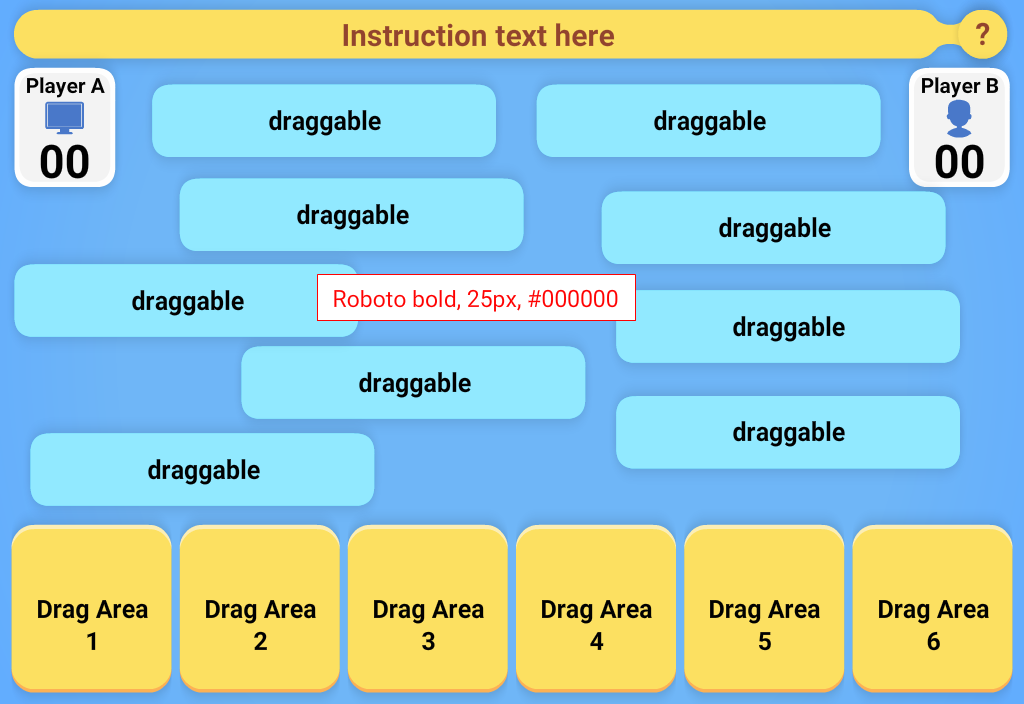 Instruction text here
?
Player A
00
Player B
00
draggable
draggable
draggable
draggable
draggable
Roboto bold, 25px, #000000
draggable
draggable
draggable
draggable
Drag Area
1
Drag Area
2
Drag Area
3
Drag Area
4
Drag Area
5
Drag Area
6